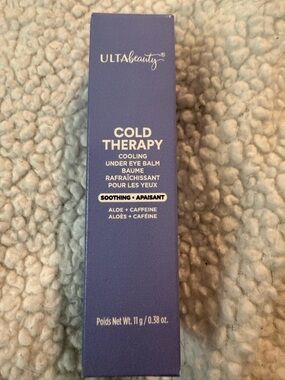 ULTAbeauty®
COLD
THERAPY
COOLING
UNDER EYE BALM
BAUME
RAFRAÎCHISSANT
POUR LES YEUX
SOOTHING • APAISANT
ALOE + CAFFEINE
ALOÈS + CAFÉINE
Poids Net Wt. 11 g / 0.38 oz.